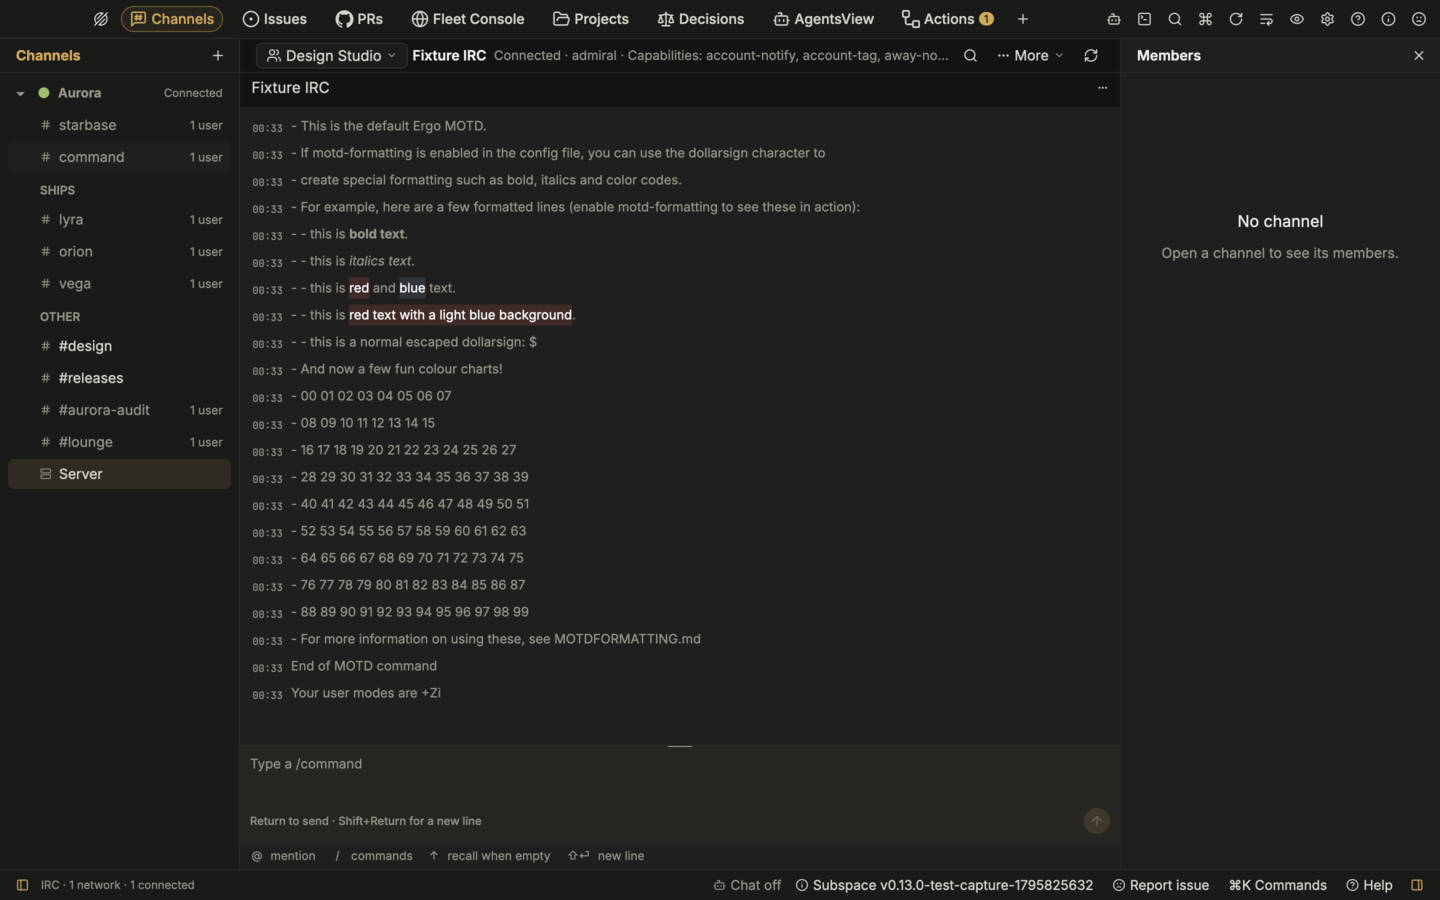 Channels
Issues
PRs
Fleet Console
Projects
Decisions
AgentsView
Actions 1
Channels
Design Studio
Fixture IRC Connected · admiral · Capabilities: account-notify, account-tag, away-no...
More
Members
Aurora Connected
# starbase 1 user
# command 1 user
SHIPS
# lyra 1 user
# orion 1 user
# vega 1 user
OTHER
# #design
# #releases
# #aurora-audit 1 user
# #lounge 1 user
Server
Fixture IRC
00:33 - This is the default Ergo MOTD.
00:33 - If motd-formatting is enabled in the config file, you can use the dollarsign character to
00:33 - create special formatting such as bold, italics and color codes.
00:33 - For example, here are a few formatted lines (enable motd-formatting to see these in action):
00:33 - - this is bold text.
00:33 - - this is italics text.
00:33 - - this is red and blue text.
00:33 - - this is red text with a light blue background.
00:33 - - this is a normal escaped dollarsign: $
00:33 - And now a few fun colour charts!
00:33 - 00 01 02 03 04 05 06 07
00:33 - 08 09 10 11 12 13 14 15
00:33 - 16 17 18 19 20 21 22 23 24 25 26 27
00:33 - 28 29 30 31 32 33 34 35 36 37 38 39
00:33 - 40 41 42 43 44 45 46 47 48 49 50 51
00:33 - 52 53 54 55 56 57 58 59 60 61 62 63
00:33 - 64 65 66 67 68 69 70 71 72 73 74 75
00:33 - 76 77 78 79 80 81 82 83 84 85 86 87
00:33 - 88 89 90 91 92 93 94 95 96 97 98 99
00:33 - For more information on using these, see MOTDFORMATTING.md
00:33 End of MOTD command
00:33 Your user modes are +Zi
No channel
Open a channel to see its members.
Type a /command
Return to send · Shift+Return for a new line
@ mention / commands ↑ recall when empty ⇧⏎ new line
IRC · 1 network · 1 connected
Chat off
Subspace v0.13.0-test-capture-1795825632
Report issue
⌘K Commands
Help